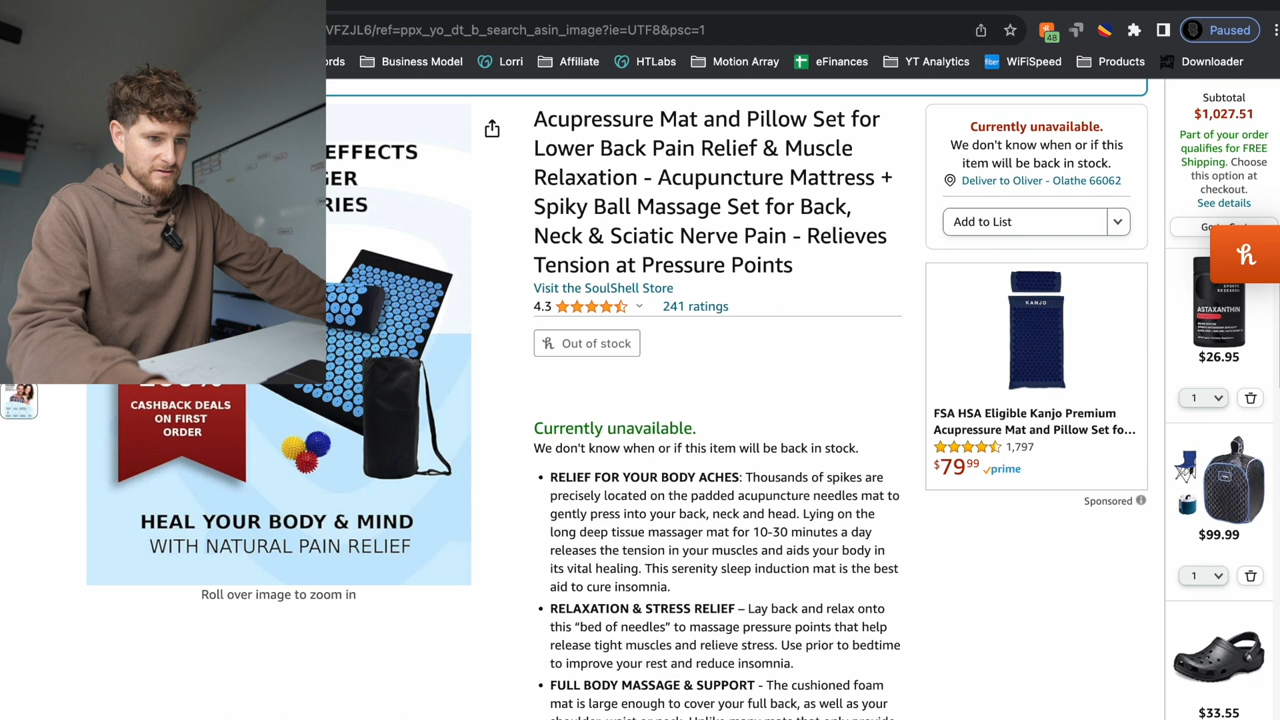 VFZJL6/ref=ppx_yo_dt_b_search_asin_image?ie=UTF8&psc=1
48
Paused
ords
Business Model
Lorri
Affiliate
HTLabs
Motion Array
eFinances
YT Analytics
fiber
WiFiSpeed
Products
Downloader
EFFECTS
GER
RIES
CASHBACK DEALS
ON FIRST
ORDER
HEAL YOUR BODY & MIND
WITH NATURAL PAIN RELIEF
Roll over image to zoom in
Acupressure Mat and Pillow Set for
Lower Back Pain Relief & Muscle
Relaxation - Acupuncture Mattress +
Spiky Ball Massage Set for Back,
Neck & Sciatic Nerve Pain - Relieves
Tension at Pressure Points
Visit the SoulShell Store
4.3
241 ratings
h Out of stock
Currently unavailable.
We don't know when or if this item will be back in stock.
• RELIEF FOR YOUR BODY ACHES: Thousands of spikes are
precisely located on the padded acupuncture needles mat to
gently press into your back, neck and head. Lying on the
long deep tissue massager mat for 10-30 minutes a day
releases the tension in your muscles and aids your body in
its vital healing. This serenity sleep induction mat is the best
aid to cure insomnia.
• RELAXATION & STRESS RELIEF – Lay back and relax onto
this “bed of needles” to massage pressure points that help
release tight muscles and relieve stress. Use prior to bedtime
to improve your rest and reduce insomnia.
• FULL BODY MASSAGE & SUPPORT - The cushioned foam
mat is large enough to cover your full back, as well as your
Currently unavailable.
We don't know when or if this
item will be back in stock.
Deliver to Oliver - Olathe 66062
Add to List
KANJO
FSA HSA Eligible Kanjo Premium
Acupressure Mat and Pillow Set fo...
1,797
$79.99 prime
Sponsored
Subtotal
$1,027.51
Part of your order
qualifies for FREE
Shipping. Choose
this option at
checkout.
See details
h
ASTAXANTHIN
$26.95
1
$99.99
1
$33.55